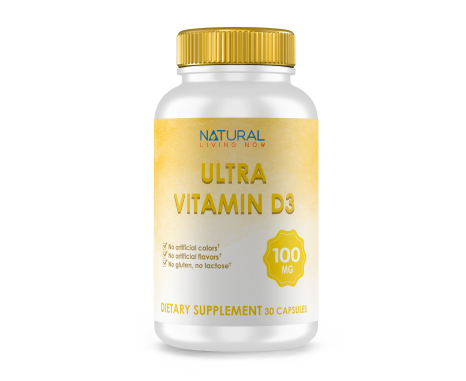 NATURAL
LIVING NOW
ULTRA
VITAMIN D3
No artificial colors†
No artificial flavors†
No gluten, no lactose†
100
MG
DIETARY SUPPLEMENT 30 CAPSULES